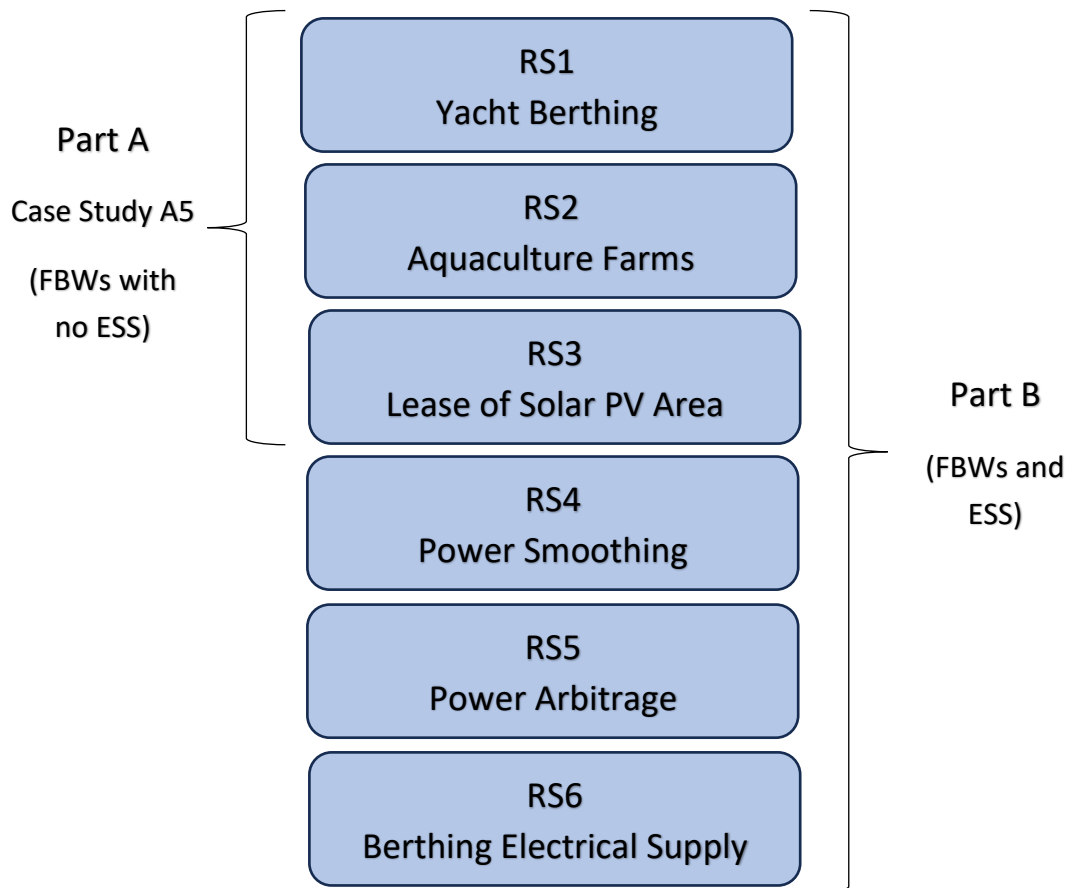 Part A
Case Study A5
(FBWs with
no ESS)
RS1
Yacht Berthing
RS2
Aquaculture Farms
RS3
Lease of Solar PV Area
RS4
Power Smoothing
RS5
Power Arbitrage
RS6
Berthing Electrical Supply
Part B
(FBWs and
ESS)